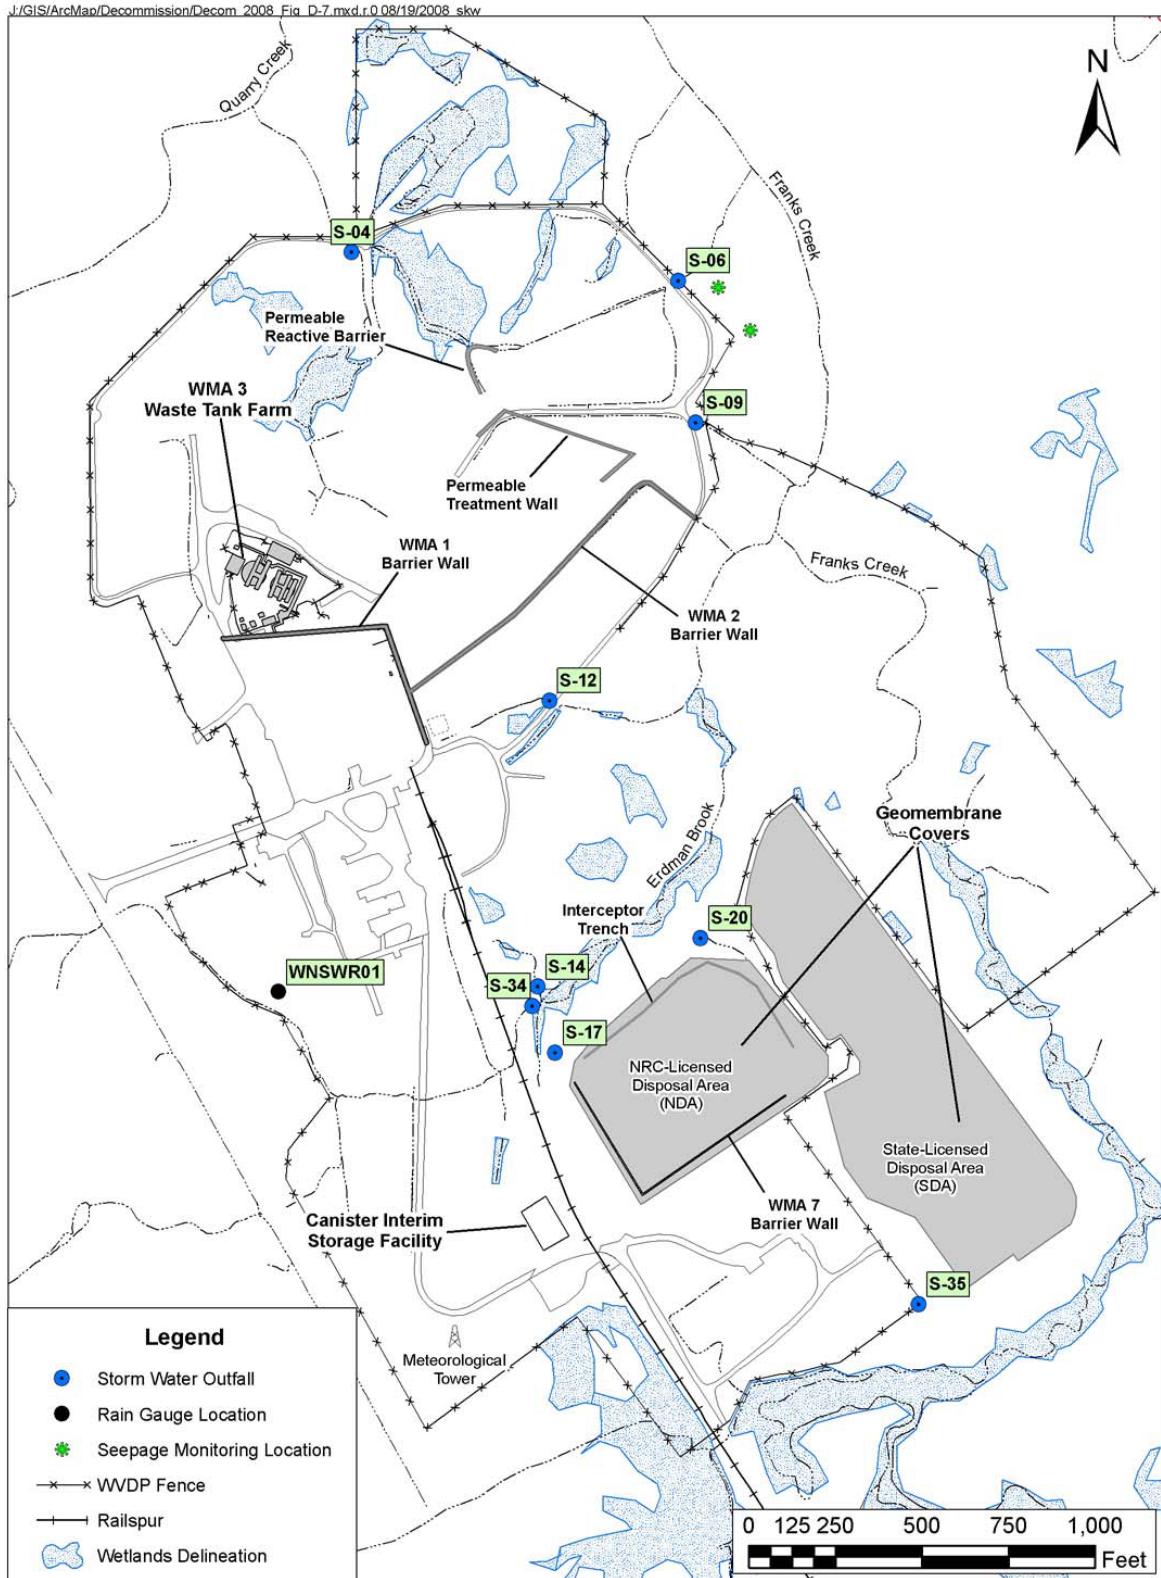 J:/GIS/ArcMap/Decommission/Decom_2008_Fig_D-7.mxd,r.0 08/19/2008_skw
N
Quarry Creek
Franks Creek
S-04
S-06
Permeable
Reactive Barrier
WMA 3
Waste Tank Farm
S-09
Permeable
Treatment Wall
WMA 1
Barrier Wall
Franks Creek
WMA 2
Barrier Wall
S-12
Geomembrane
Covers
Erdman Brook
Interceptor
Trench
S-20
WNSWR01
S-14
S-34
S-17
NRC-Licensed
Disposal Area
(NDA)
State-Licensed
Disposal Area
(SDA)
WMA 7
Barrier Wall
Canister Interim
Storage Facility
S-35
Meteorological
Tower
Legend
Storm Water Outfall
Rain Gauge Location
Seepage Monitoring Location
WVDP Fence
Railspur
Wetlands Delineation
0 125 250 500 750 1,000
Feet